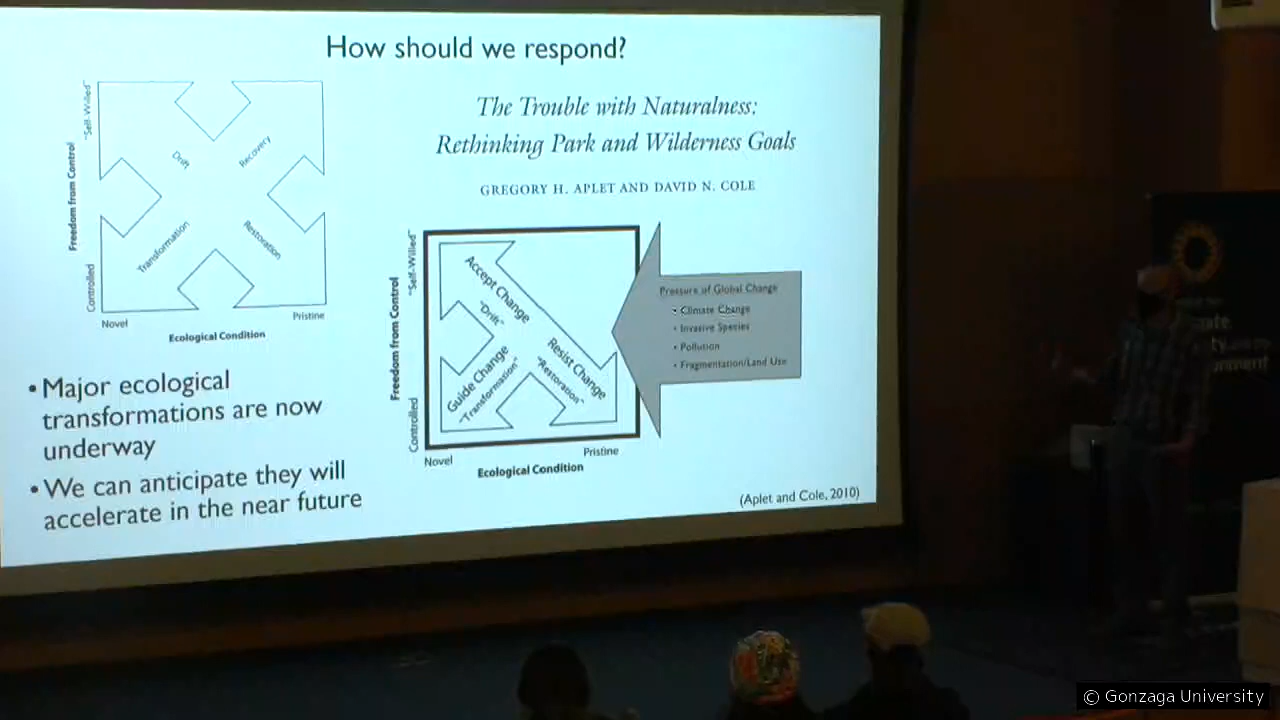 How should we respond?
"Self-Willed"
Freedom from Control
Controlled
Drift
Recovery
Transformation
Restoration
Novel
Pristine
Ecological Condition
• Major ecological
transformations are now
underway
• We can anticipate they will
accelerate in the near future
The Trouble with Naturalness:
Rethinking Park and Wilderness Goals
GREGORY H. APLET AND DAVID N. COLE
"Self-Willed"
Freedom from Control
Controlled
Accept Change
"Drift"
Guide Change
"Transformation"
Resist Change
"Restoration"
Novel
Pristine
Ecological Condition
Pressure of Global Change
• Climate Change
• Invasive Species
• Pollution
• Fragmentation/Land Use
(Aplet and Cole, 2010)
© Gonzaga University